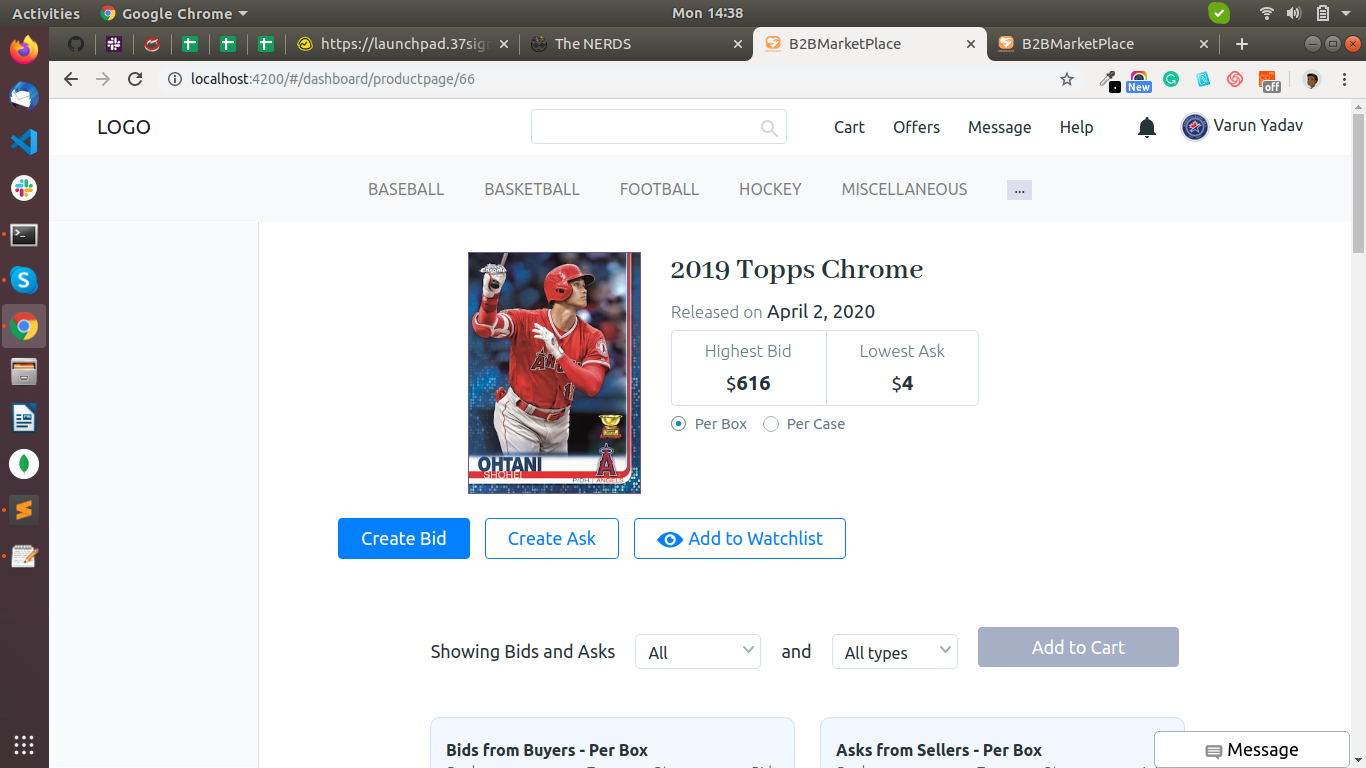 Activities Google Chrome Mon 14:38
https://launchpad.37sig The NERDS B2BMarketPlace B2BMarketPlace
localhost:4200/#/dashboard/productpage/66 New off
LOGO Cart Offers Message Help Varun Yadav
BASEBALL BASKETBALL FOOTBALL HOCKEY MISCELLANEOUS ...
2019 Topps Chrome
Released on April 2, 2020
Highest Bid Lowest Ask
$616 $4
Per Box Per Case
Chrome
ANGELS
OHTANI
SHOHEI
P/DH | ANGELS
Create Bid Create Ask Add to Watchlist
Showing Bids and Asks All and All types Add to Cart
Bids from Buyers - Per Box Asks from Sellers - Per Box
Message